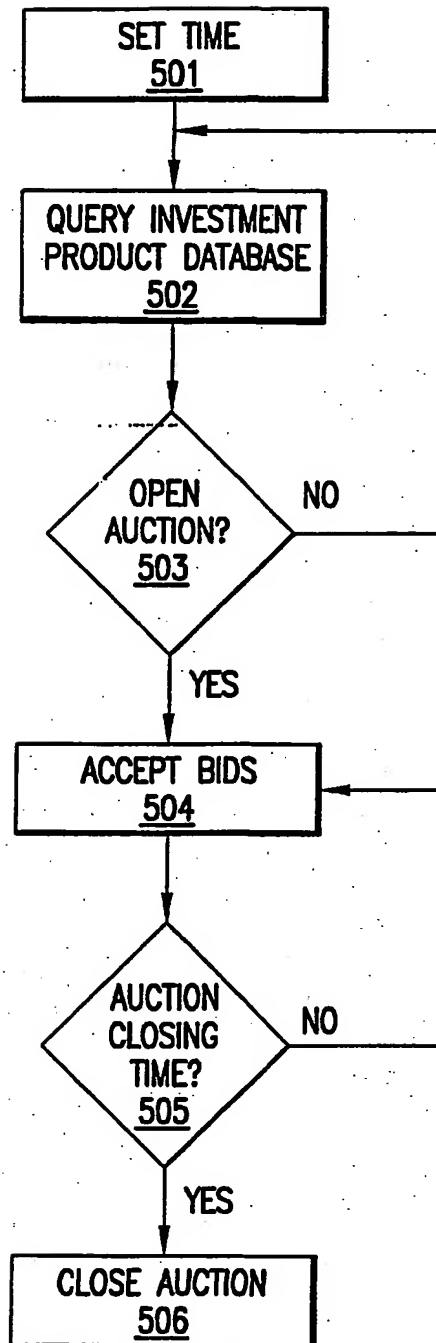 SET TIME
501
QUERY INVESTMENT
PRODUCT DATABASE
502
OPEN
AUCTION?
503
NO
YES
ACCEPT BIDS
504
AUCTION
CLOSING
TIME?
505
NO
YES
CLOSE AUCTION
506